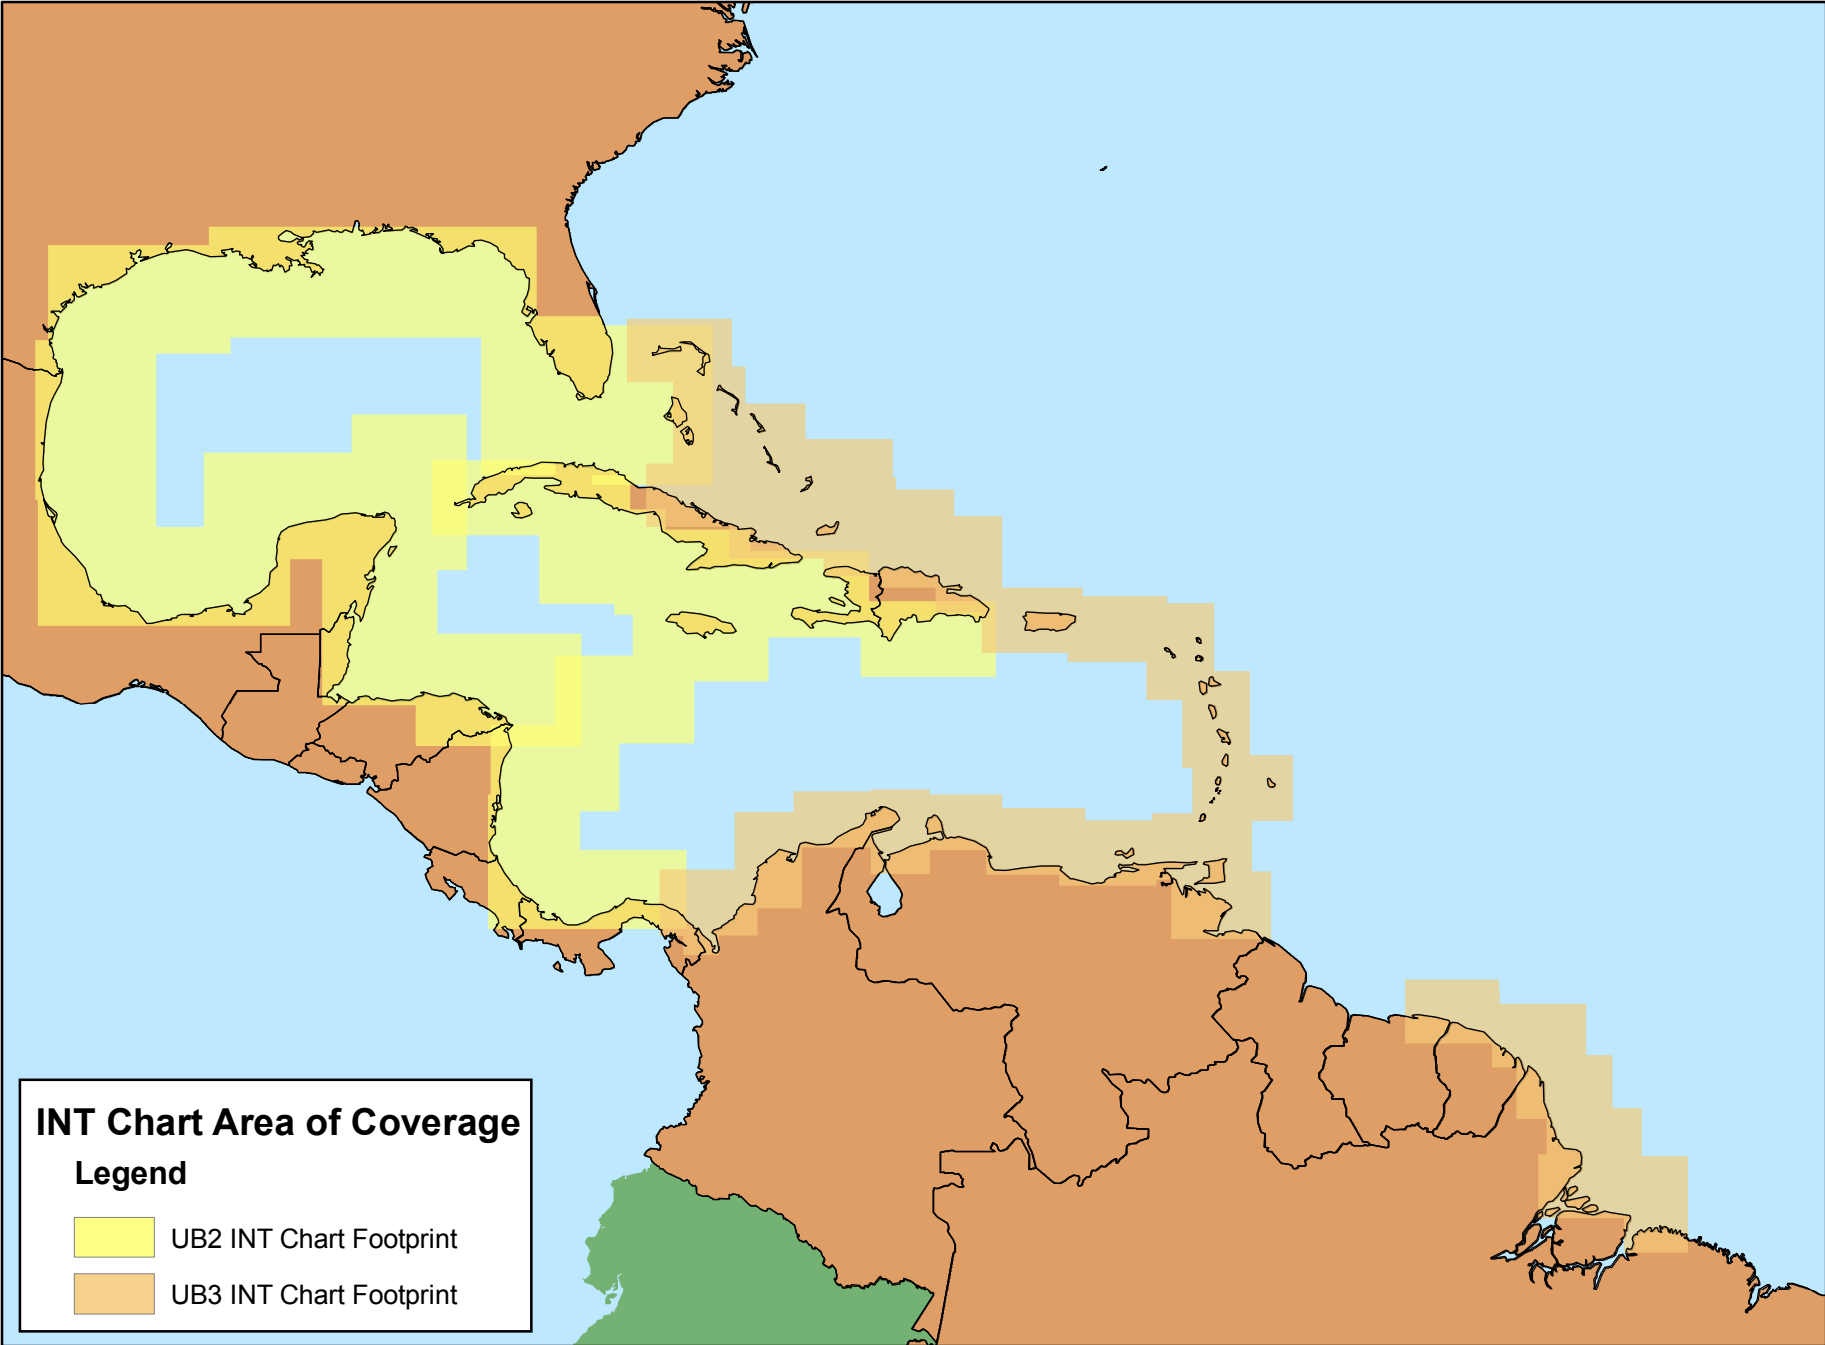 INT Chart Area of Coverage
Legend
UB2 INT Chart Footprint
UB3 INT Chart Footprint